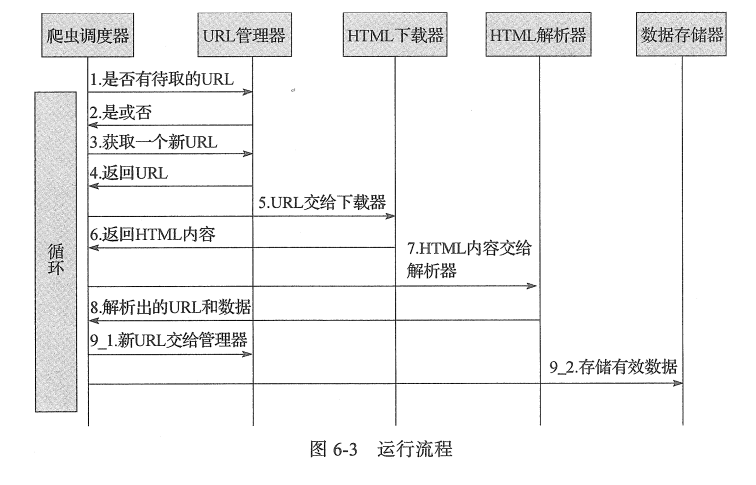 爬虫调度器
URL管理器
HTML下载器
HTML解析器
数据存储器
1.是否有待取的URL
2.是或否
3.获取一个新URL
4.返回URL
5.URL交给下载器
6.返回HTML内容
7.HTML内容交给
解析器
循
环
8.解析出的URL和数据
9_1.新URL交给管理器
9_2.存储有效数据
图 6-3 运行流程